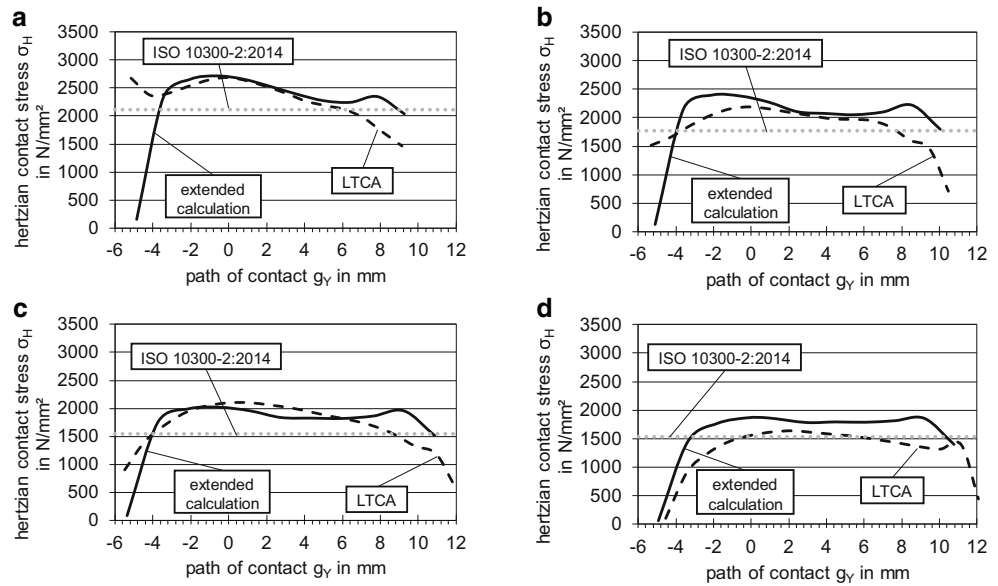 a
hertzian contact stress σH
in N/mm²
3500
3000
2500
2000
1500
1000
500
0
ISO 10300-2:2014
extended
calculation
LTCA
-6 -4 -2 0 2 4 6 8 10 12
path of contact gY in mm
b
hertzian contact stress σH
in N/mm²
3500
3000
2500
2000
1500
1000
500
0
ISO 10300-2:2014
extended
calculation
LTCA
-6 -4 -2 0 2 4 6 8 10 12
path of contact gY in mm
c
hertzian contact stress σH
in N/mm²
3500
3000
2500
2000
1500
1000
500
0
ISO 10300-2:2014
extended
calculation
LTCA
-6 -4 -2 0 2 4 6 8 10 12
path of contact gY in mm
d
hertzian contact stress σH
in N/mm²
3500
3000
2500
2000
1500
1000
500
0
ISO 10300-2:2014
extended
calculation
LTCA
-6 -4 -2 0 2 4 6 8 10 12
path of contact gY in mm